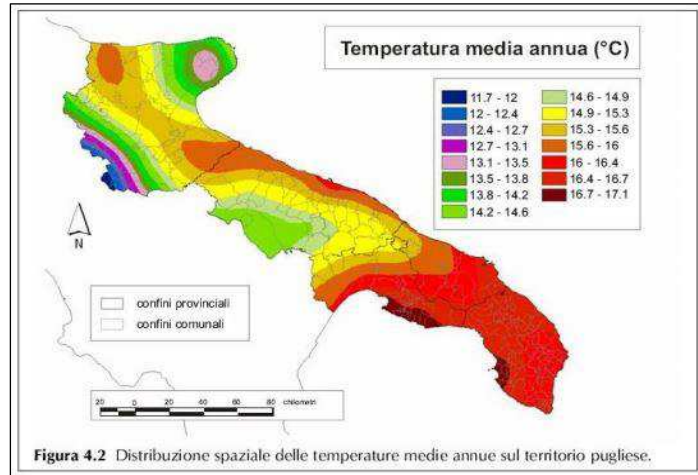 Temperatura media annua (°C)
11.7 - 12
12 - 12.4
12.4 - 12.7
12.7 - 13.1
13.1 - 13.5
13.5 - 13.8
13.8 - 14.2
14.2 - 14.6
14.6 - 14.9
14.9 - 15.3
15.3 - 15.6
15.6 - 16
16 - 16.4
16.4 - 16.7
16.7 - 17.1
N
confini provinciali
confini comunali
20 0 20 40 60 80 chilometri
Figura 4.2 Distribuzione spaziale delle temperature medie annue sul territorio pugliese.